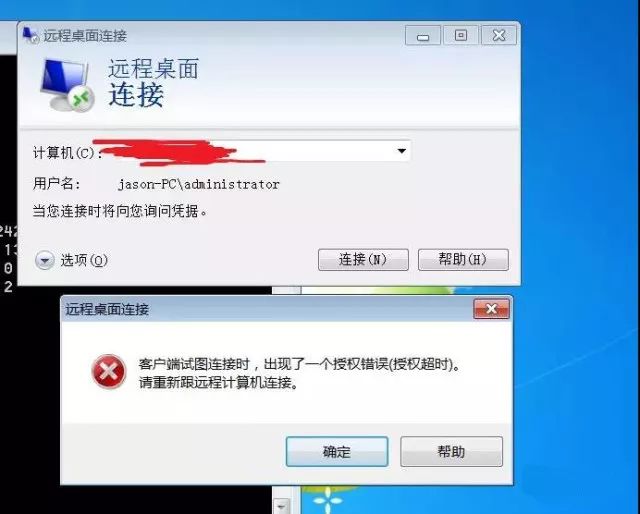 远程桌面连接
远程桌面
连接
计算机(C):
用户名: jason-PC\administrator
当您连接时将向您询问凭据。
242
13
0
2
选项(O)
连接(N)
帮助(H)
远程桌面连接
客户端试图连接时，出现了一个授权错误(授权超时)。
请重新跟远程计算机连接。
确定
帮助